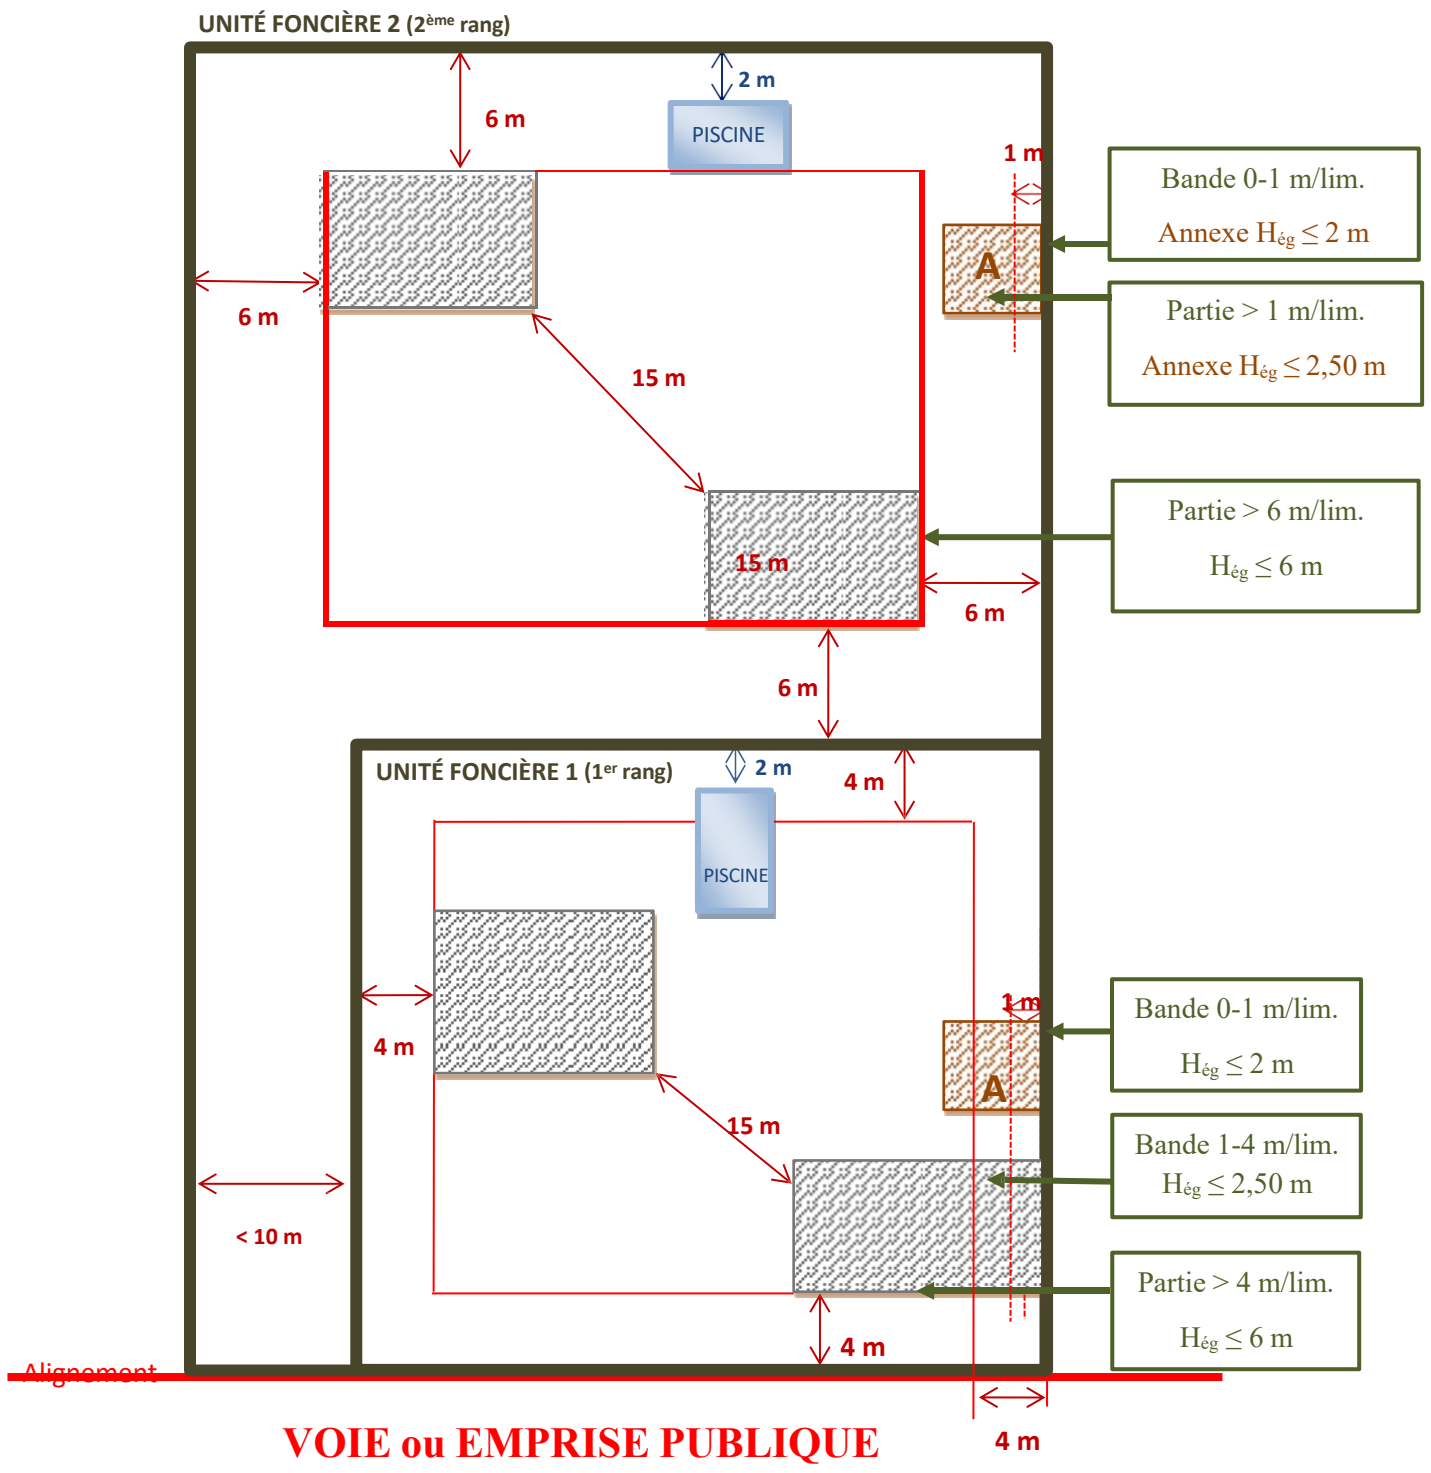 UNITÉ FONCIÈRE 2 (2ème rang)
2 m
6 m
PISCINE
1 m
Bande 0-1 m/lim.
Annexe Hég ≤ 2 m
A
6 m
Partie > 1 m/lim.
Annexe Hég ≤ 2,50 m
15 m
Partie > 6 m/lim.
Hég ≤ 6 m
15 m
6 m
6 m
UNITÉ FONCIÈRE 1 (1er rang)
2 m
4 m
PISCINE
1 m
Bande 0-1 m/lim.
Hég ≤ 2 m
4 m
A
15 m
Bande 1-4 m/lim.
Hég ≤ 2,50 m
< 10 m
Partie > 4 m/lim.
Hég ≤ 6 m
4 m
Alignement
VOIE ou EMPRISE PUBLIQUE
4 m